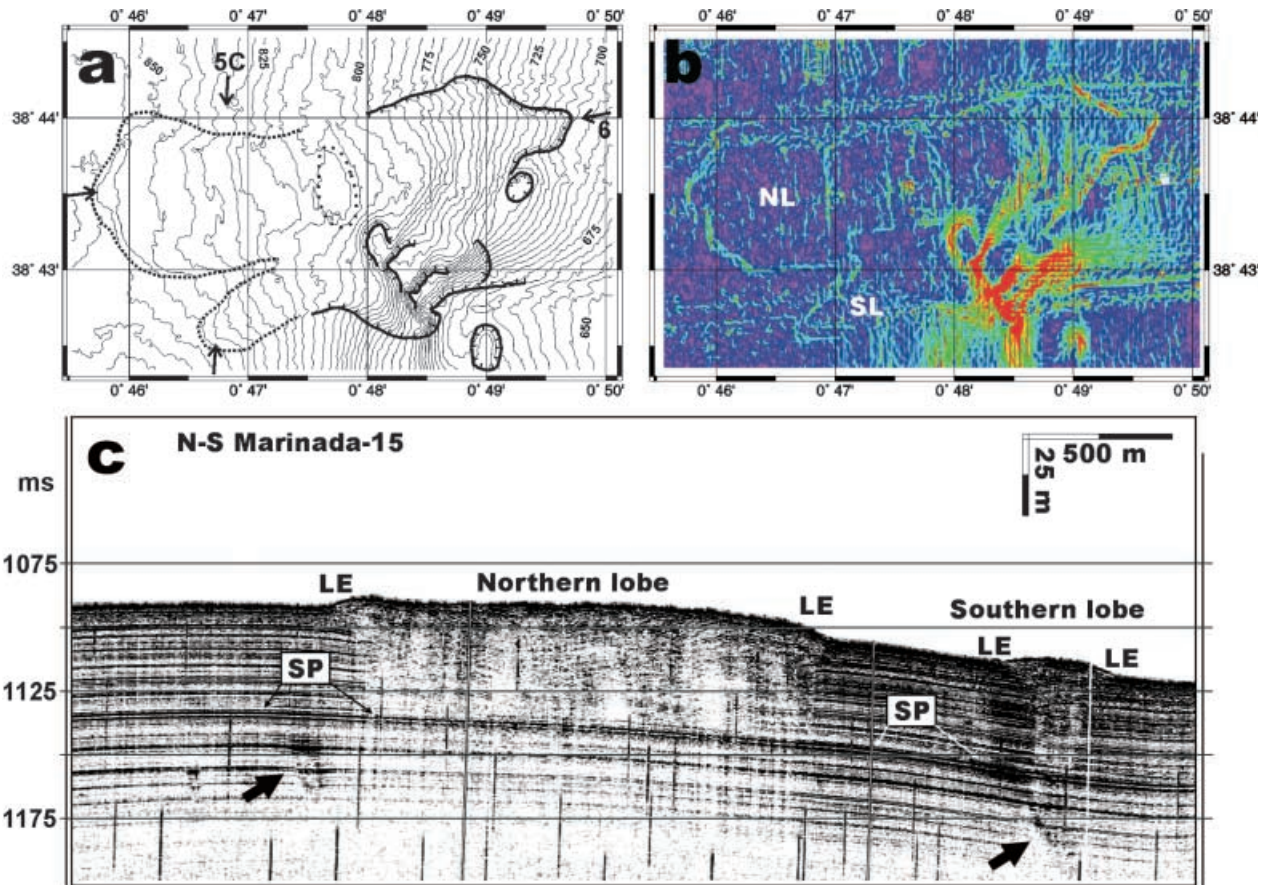 a
b
0° 46' 0° 47' 0° 48' 0° 49' 0° 50'
0° 46' 0° 47' 0° 48' 0° 49' 0° 50'
850 5C 825 800 775 750 725 700
38° 44' 6 38° 44'
NL
675
38° 43' 38° 43'
SL
650
0° 46' 0° 47' 0° 48' 0° 49' 0° 50'
0° 46' 0° 47' 0° 48' 0° 49' 0° 50'
c
N-S Marinada-15
500 m
25 m
ms
1075
LE Northern lobe LE Southern lobe
LE LE
SP
1125
SP
1175